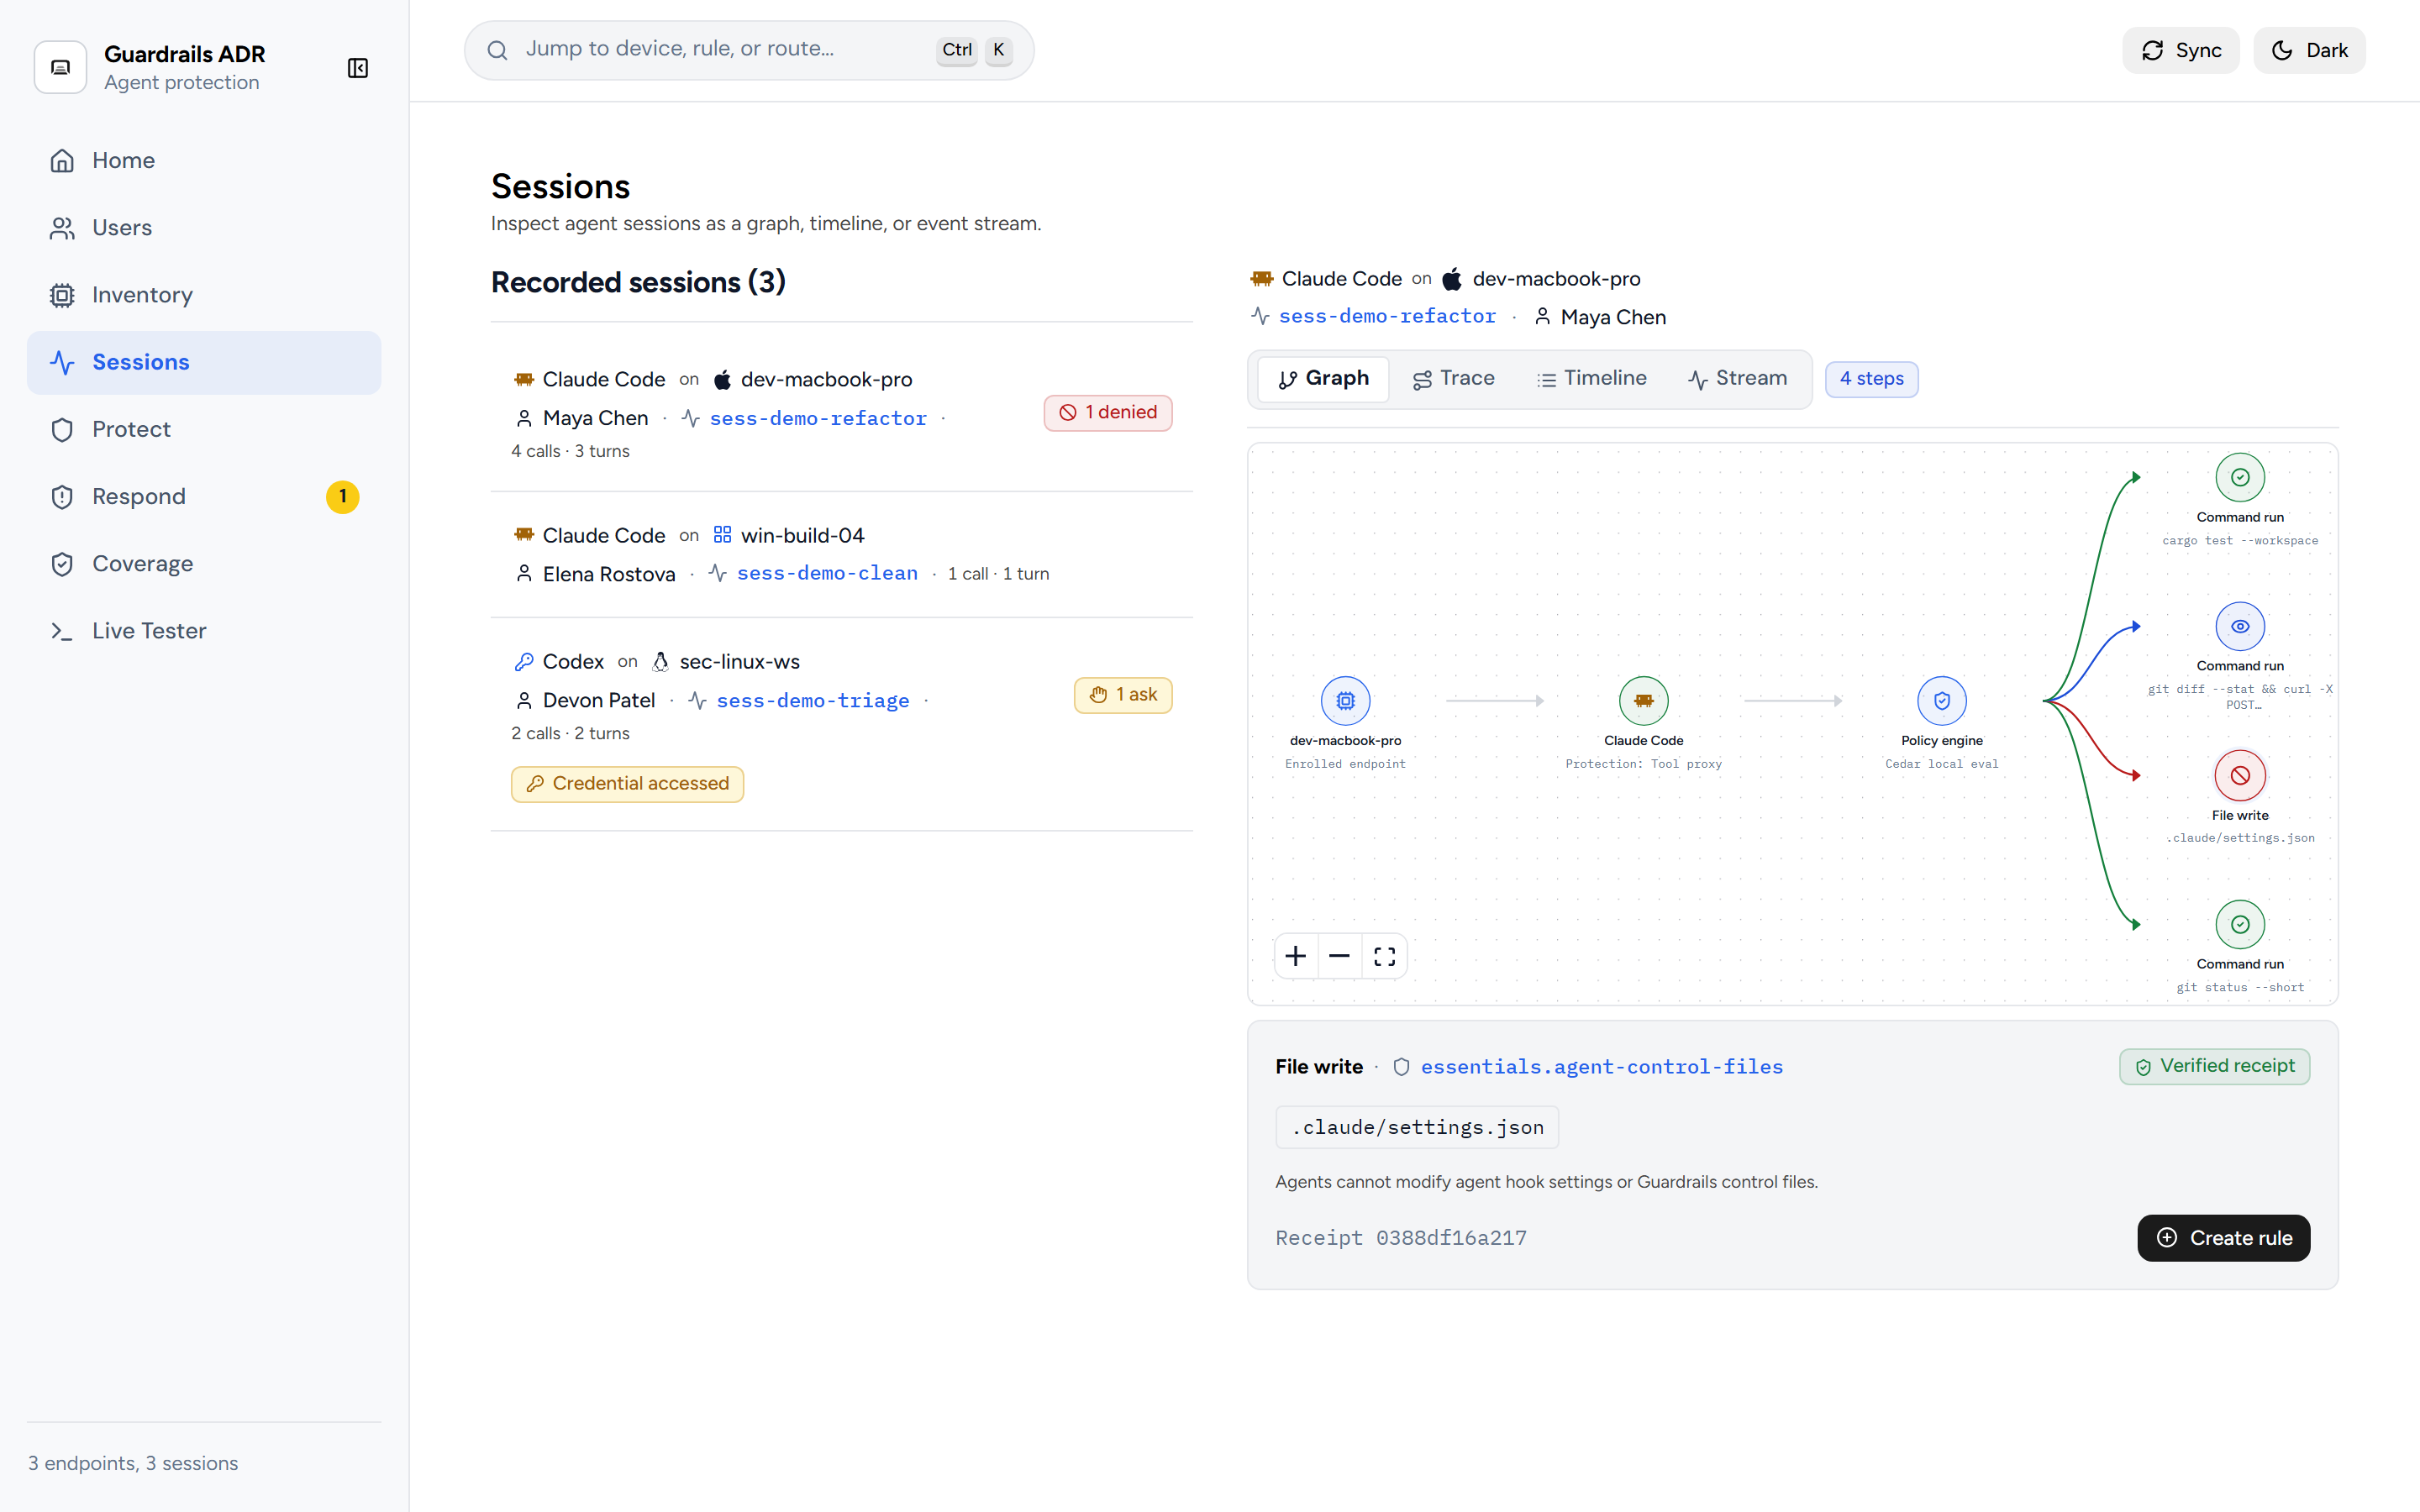 Guardrails ADR
Agent protection
Home
Users
Inventory
Sessions
Protect
Respond
1
Coverage
Live Tester
3 endpoints, 3 sessions
Jump to device, rule, or route...
Ctrl K
Sync
Dark
Sessions
Inspect agent sessions as a graph, timeline, or event stream.
Recorded sessions (3)
Claude Code on dev-macbook-pro
Maya Chen · sess-demo-refactor ·
4 calls · 3 turns
1 denied
Claude Code on win-build-04
Elena Rostova · sess-demo-clean · 1 call · 1 turn
Codex on sec-linux-ws
Devon Patel · sess-demo-triage ·
2 calls · 2 turns
1 ask
Credential accessed
Claude Code on dev-macbook-pro
sess-demo-refactor · Maya Chen
Graph
Trace
Timeline
Stream
4 steps
dev-macbook-pro
Enrolled endpoint
Claude Code
Protection: Tool proxy
Policy engine
Cedar local eval
Command run
cargo test --workspace
Command run
git diff --stat && curl -X
POST…
File write
.claude/settings.json
Command run
git status --short
File write · essentials.agent-control-files
Verified receipt
.claude/settings.json
Agents cannot modify agent hook settings or Guardrails control files.
Receipt 0388df16a217
Create rule